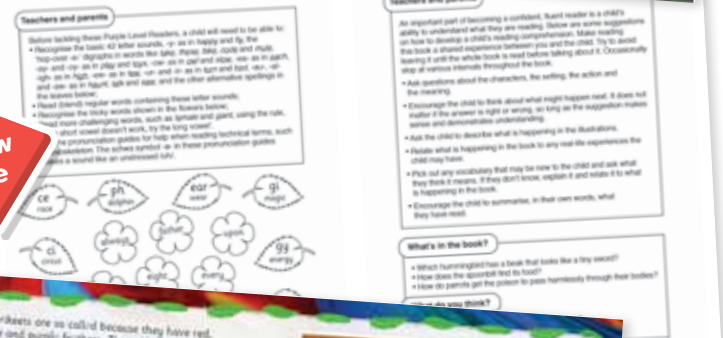 Teachers and parents
Before tackling these Purple Level Readers, a child will need to be able to:
• Recognise the basic 42 letter sounds, ‹y› as in happy and fly, the
'hop-over ‹e›' digraphs in words like take, these, bike, rode and mule,
‹ay› and ‹oy› as in play and toys, ‹ow› as in owl and elbow, ‹ea› as in each,
‹igh› as in high, ‹ew› as in few, ‹ur› and ‹ir› as in turn and bird, ‹au›, ‹al›
and ‹aw› as in haunt, talk and saw, and the other alternative spellings in
the leaves below;
• Read (blend) regular words containing these letter sounds;
• Recognise the tricky words shown in the flowers below;
more challenging words, such as female and giant, using the rule,
short vowel doesn't work, try the long vowel'.
the pronunciation guides for help when reading technical terms, such
The schwa symbol ‹ə› in these pronunciation guides
makes a sound like an unstressed /uh/.
w
e
ce
race
ph
dolphin
ear
wear
gi
magic
always
father
upon
ci
circus
gy
energy
eight
every
Teachers and parents
An important part of becoming a confident, fluent reader is a child's
ability to understand what they are reading. Below are some suggestions
on how to develop a child's reading comprehension. Make reading
this book a shared experience between you and the child. Try to avoid
leaving it until the whole book is read before talking about it. Occasionally
stop at various intervals throughout the book.
• Ask questions about the characters, the setting, the action and
the meaning.
• Encourage the child to think about what might happen next. It does not
matter if the answer is right or wrong, so long as the suggestion makes
sense and demonstrates understanding.
• Ask the child to describe what is happening in the illustrations.
• Relate what is happening in the book to any real-life experiences the
child may have.
• Pick out any vocabulary that may be new to the child and ask what
they think it means. If they don't know, explain it and relate it to what
is happening in the book.
• Encourage the child to summarise, in their own words, what
they have read.
What's in the book?
• Which hummingbird has a beak that looks like a tiny sword?
• How does the spoonbill find its food?
• How do parrots get the poison to pass harmlessly through their bodies?
What do you think?
rikeets are so called because they have red,
and purple feathers.